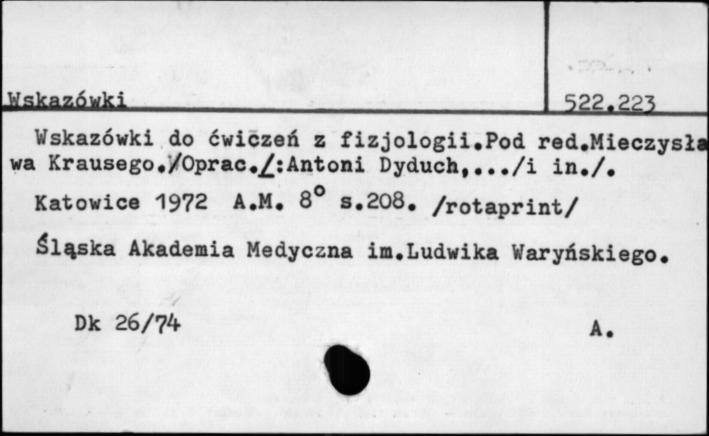 Wskazówki 522.223
Wskazówki do ćwiczeń z fizjologii.Pod red.Mieczysła
wa Krausego./Oprac./:Antoni Dyduch,.../i in./.
Katowice 1972 A.M. 8° s.208. /rotaprint/
Śląska Akademia Medyczna im.Ludwika Waryńskiego.
Dk 26/74 A.